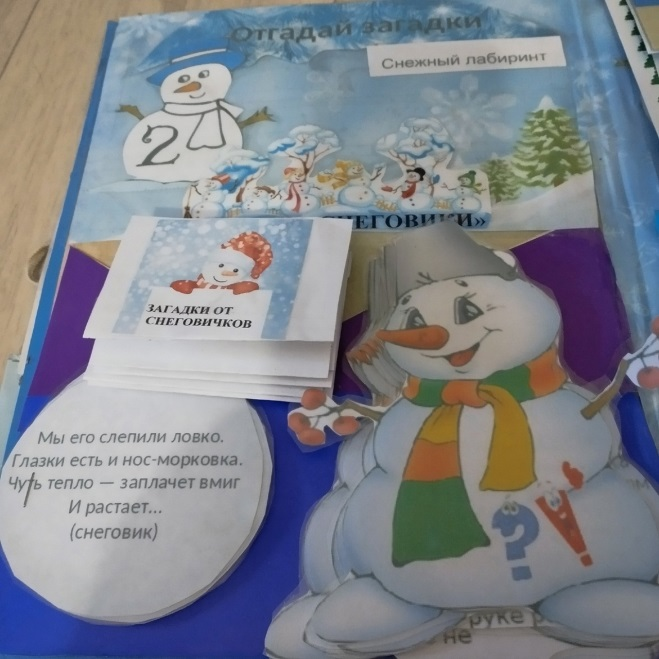 Отгадай загадки
Снежный лабиринт
2
СНЕГОВИКИ»
ЗАГАДКИ ОТ
СНЕГОВИЧКОВ
Мы его слепили ловко.
Глазки есть и нос-морковка.
Чуть тепло — заплачет вмиг
И растает...
(снеговик)
?!
руке
не